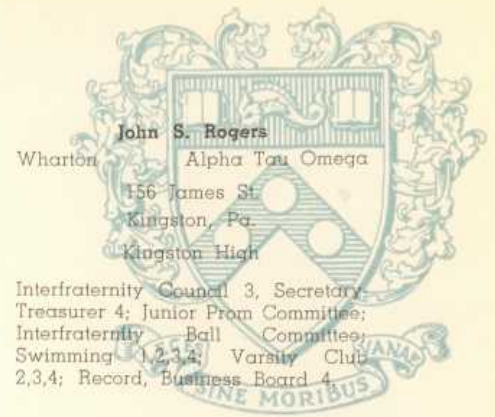 John S. Rogers
Wharton Alpha Tau Omega
156 James St.
Kingston, Pa.
Kingston High
Interfraternity Council 3, Secretary-
Treasurer 4; Junior Prom Committee;
Interfraternity Ball Committee;
Swimming 1,2,3,4; Varsity Club
2,3,4; Record, Business Board 4.
SINE MORIBUS